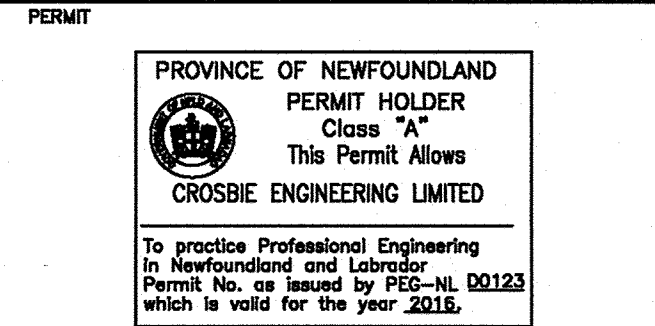 PERMIT
PROVINCE OF NEWFOUNDLAND
PERMIT HOLDER
Class "A"
This Permit Allows
CROSBIE ENGINEERING LIMITED
To practice Professional Engineering
in Newfoundland and Labrador
Permit No. as issued by PEG-NL D0123
which is valid for the year 2016.